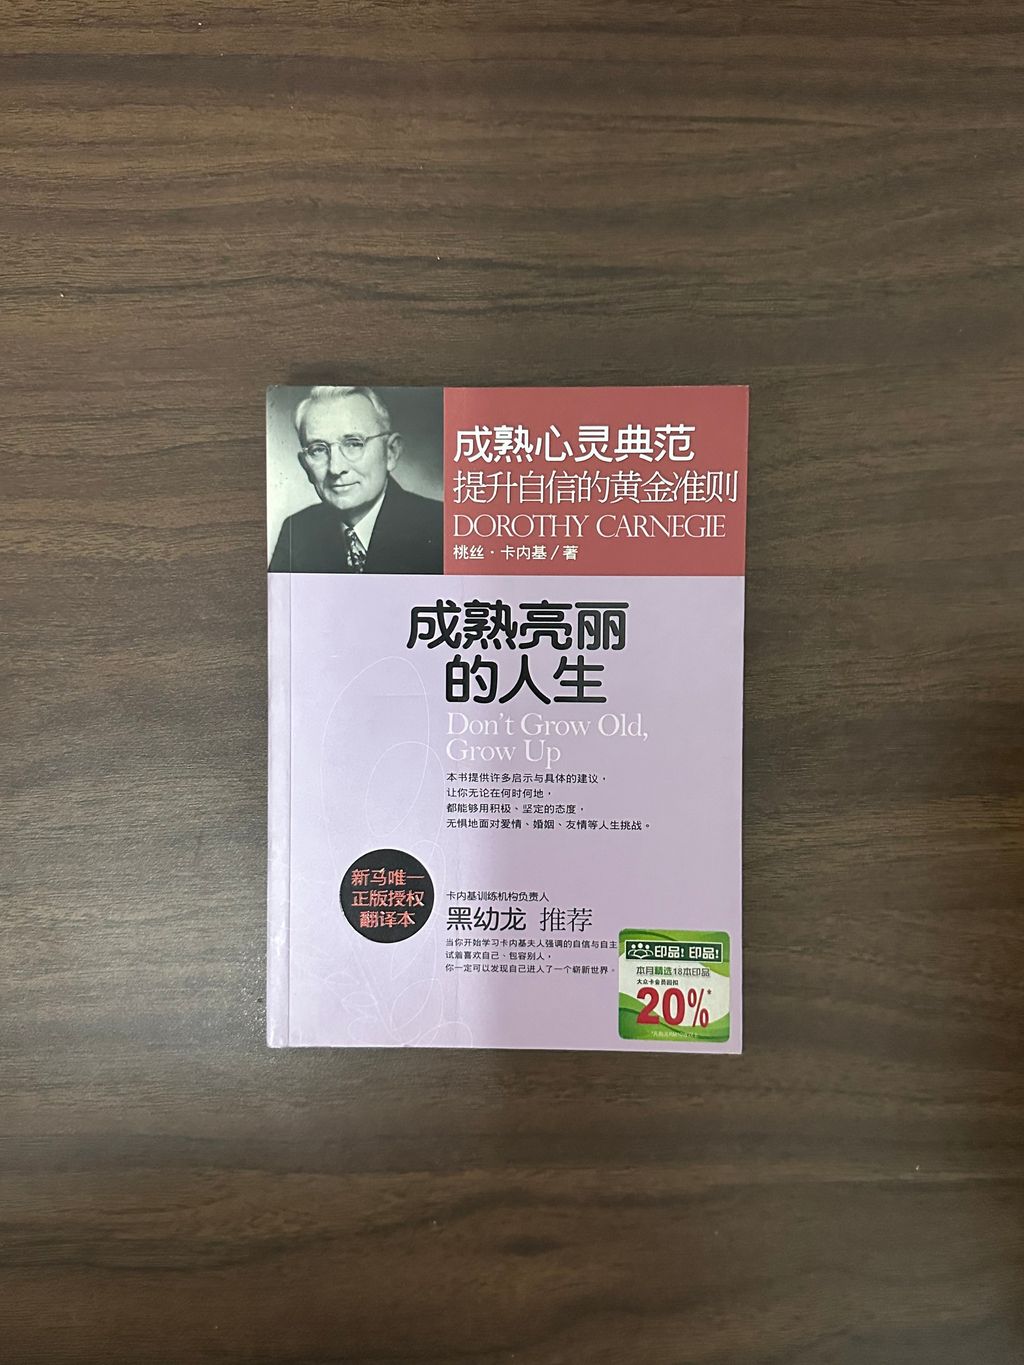 成熟心灵典范
提升自信的黄金准则
DOROTHY CARNEGIE
桃丝·卡内基/著
成熟亮丽
的人生
Don't Grow Old,
Grow Up
本书提供许多启示与具体的建议，
让你无论在何时何地，
都能够用积极、坚定的态度，
无惧地面对爱情、婚姻、友情等人生挑战。
新马唯一
正版授权
翻译本
卡内基训练机构负责人
黑幼龙 推荐
当你开始学习卡内基夫人强调的自信与自主
试着喜欢自己、包容别人，
你一定可以发现自己进入了一个崭新世界。
印品! 印品!
本月精选18本印品
大众卡会员回扣
20%*